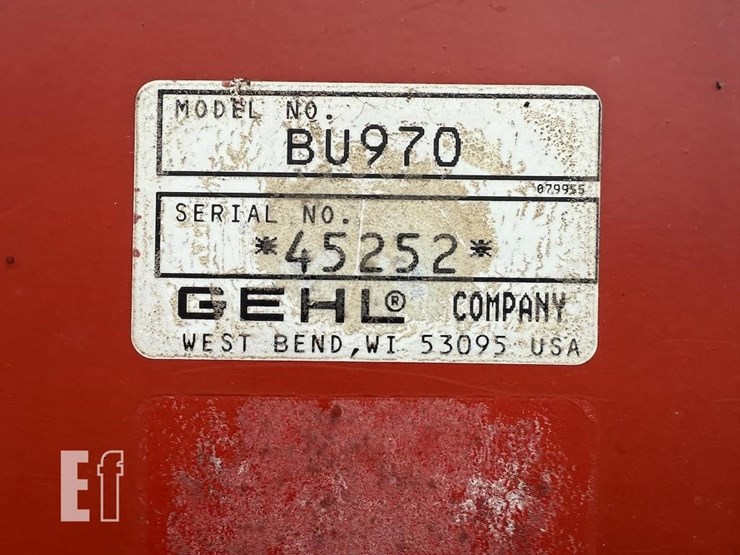 MODEL NO.
BU970
079955
SERIAL NO.
*45252*
GEHL® COMPANY
WEST BEND,WI 53095 USA
Ef